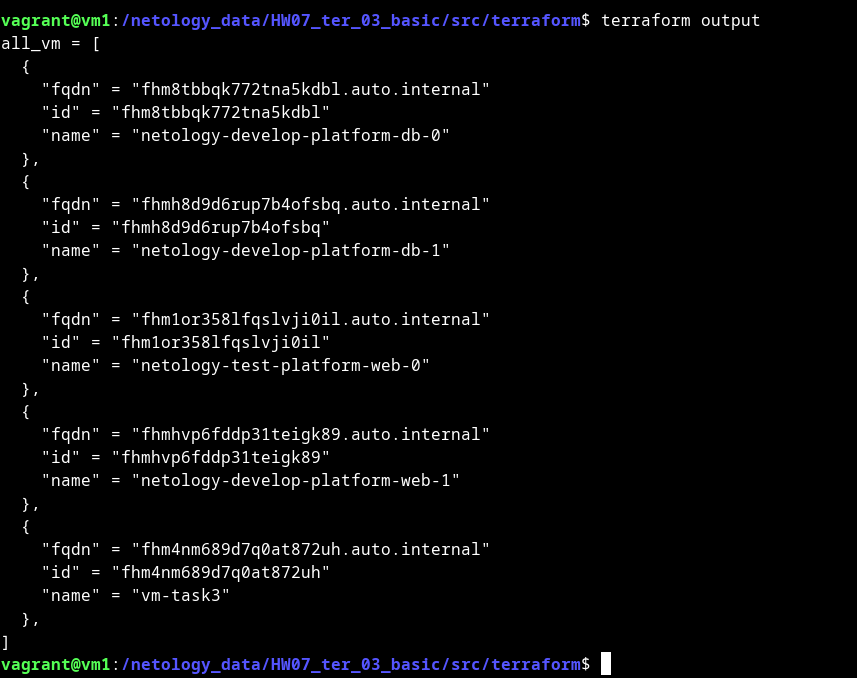 vagrant@vm1:/netology_data/HW07_ter_03_basic/src/terraform$ terraform output
all_vm = [
  {
    "fqdn" = "fhm8tbbqk772tna5kdbl.auto.internal"
    "id" = "fhm8tbbqk772tna5kdbl"
    "name" = "netology-develop-platform-db-0"
  },
  {
    "fqdn" = "fhmh8d9d6rup7b4ofsbq.auto.internal"
    "id" = "fhmh8d9d6rup7b4ofsbq"
    "name" = "netology-develop-platform-db-1"
  },
  {
    "fqdn" = "fhm1or358lfqslvji0il.auto.internal"
    "id" = "fhm1or358lfqslvji0il"
    "name" = "netology-test-platform-web-0"
  },
  {
    "fqdn" = "fhmhvp6fddp31teigk89.auto.internal"
    "id" = "fhmhvp6fddp31teigk89"
    "name" = "netology-develop-platform-web-1"
  },
  {
    "fqdn" = "fhm4nm689d7q0at872uh.auto.internal"
    "id" = "fhm4nm689d7q0at872uh"
    "name" = "vm-task3"
  },
]
vagrant@vm1:/netology_data/HW07_ter_03_basic/src/terraform$